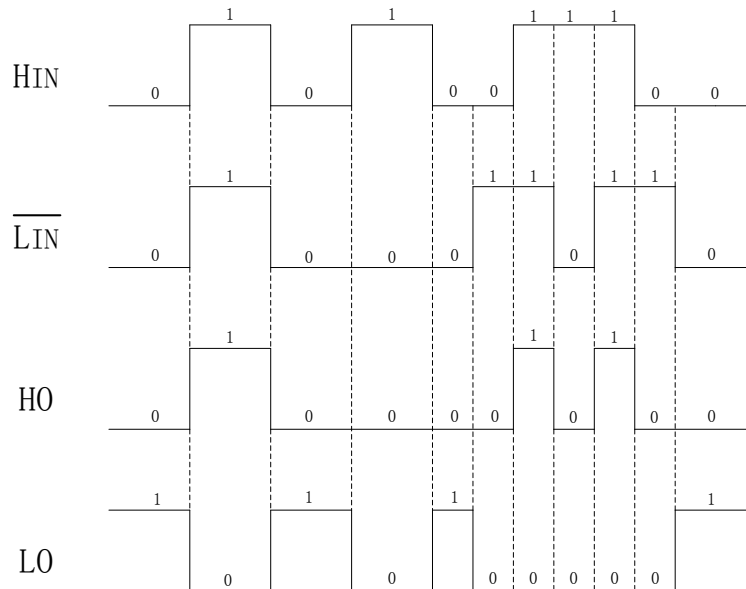 1 1 1 1 1
HIN
0 0 0 0 0 0
1 1 1 1 1
L̅I̅N̅
0 0 0 0 0 0
1 1 1
HO
0 0 0 0 0 0 0 0
1 1 1 1
LO
0 0 0 0 0 0 0